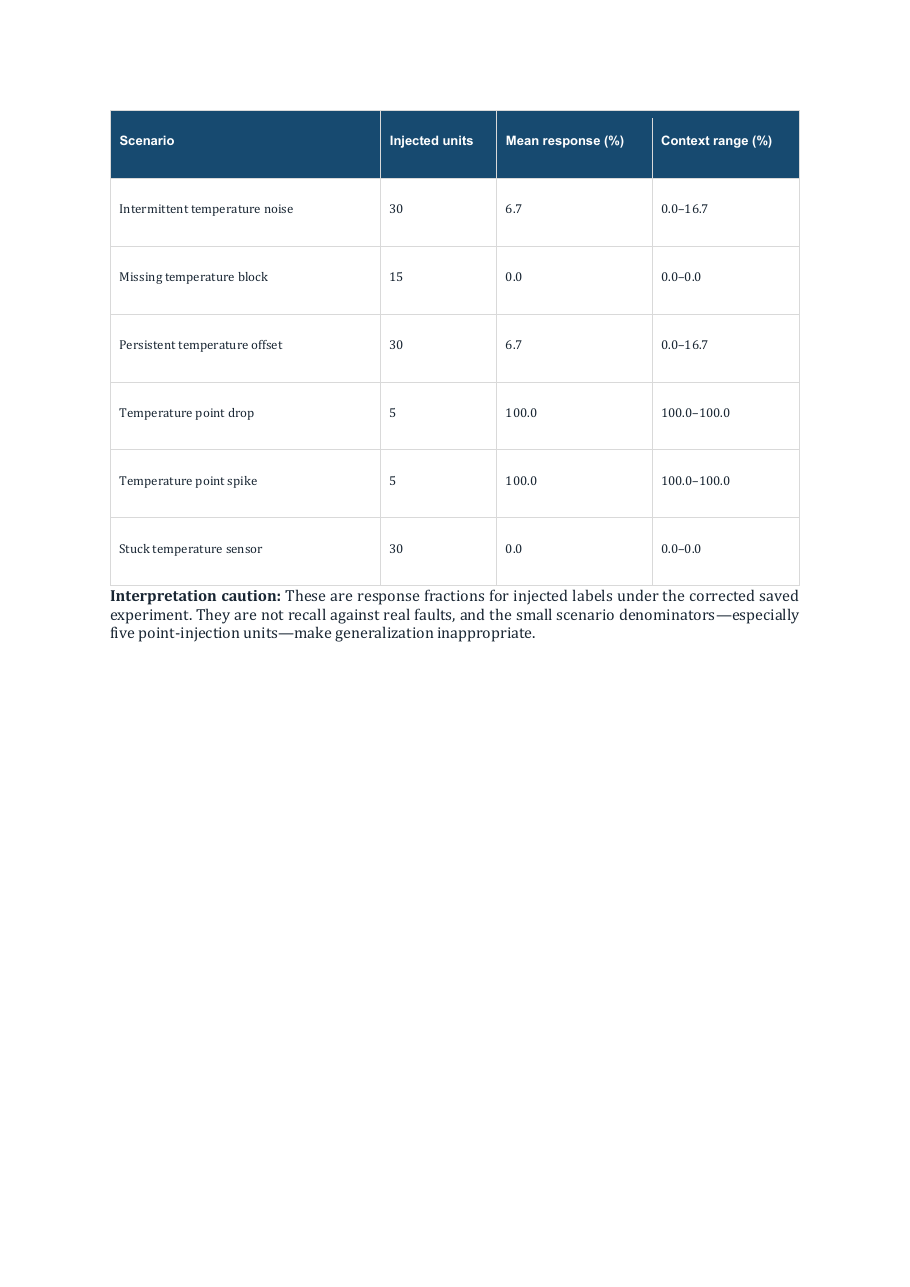 Scenario Injected units Mean response (%) Context range (%)
Intermittent temperature noise 30 6.7 0.0–16.7
Missing temperature block 15 0.0 0.0–0.0
Persistent temperature offset 30 6.7 0.0–16.7
Temperature point drop 5 100.0 100.0–100.0
Temperature point spike 5 100.0 100.0–100.0
Stuck temperature sensor 30 0.0 0.0–0.0
Interpretation caution: These are response fractions for injected labels under the corrected saved
experiment. They are not recall against real faults, and the small scenario denominators—especially
five point-injection units—make generalization inappropriate.